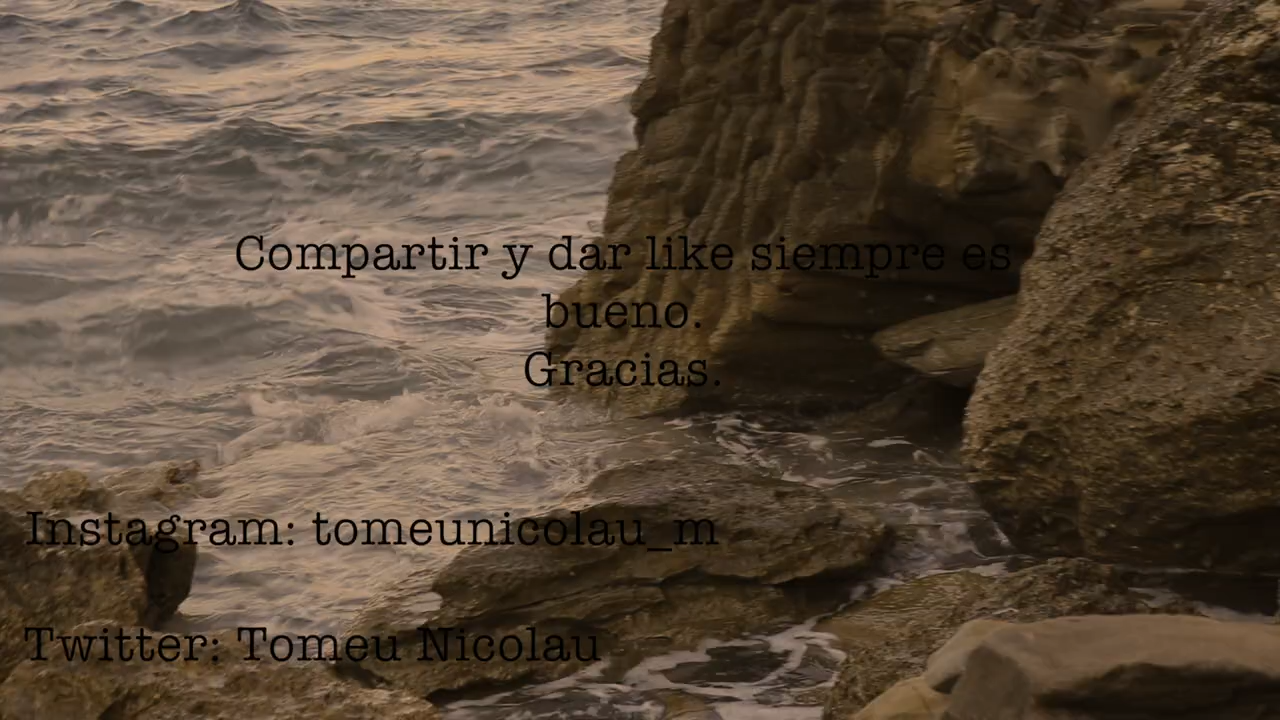 Compartir y dar like siempre es
bueno.
Gracias.
Instagram: tomeunicolau_m
Twitter: Tomeu Nicolau